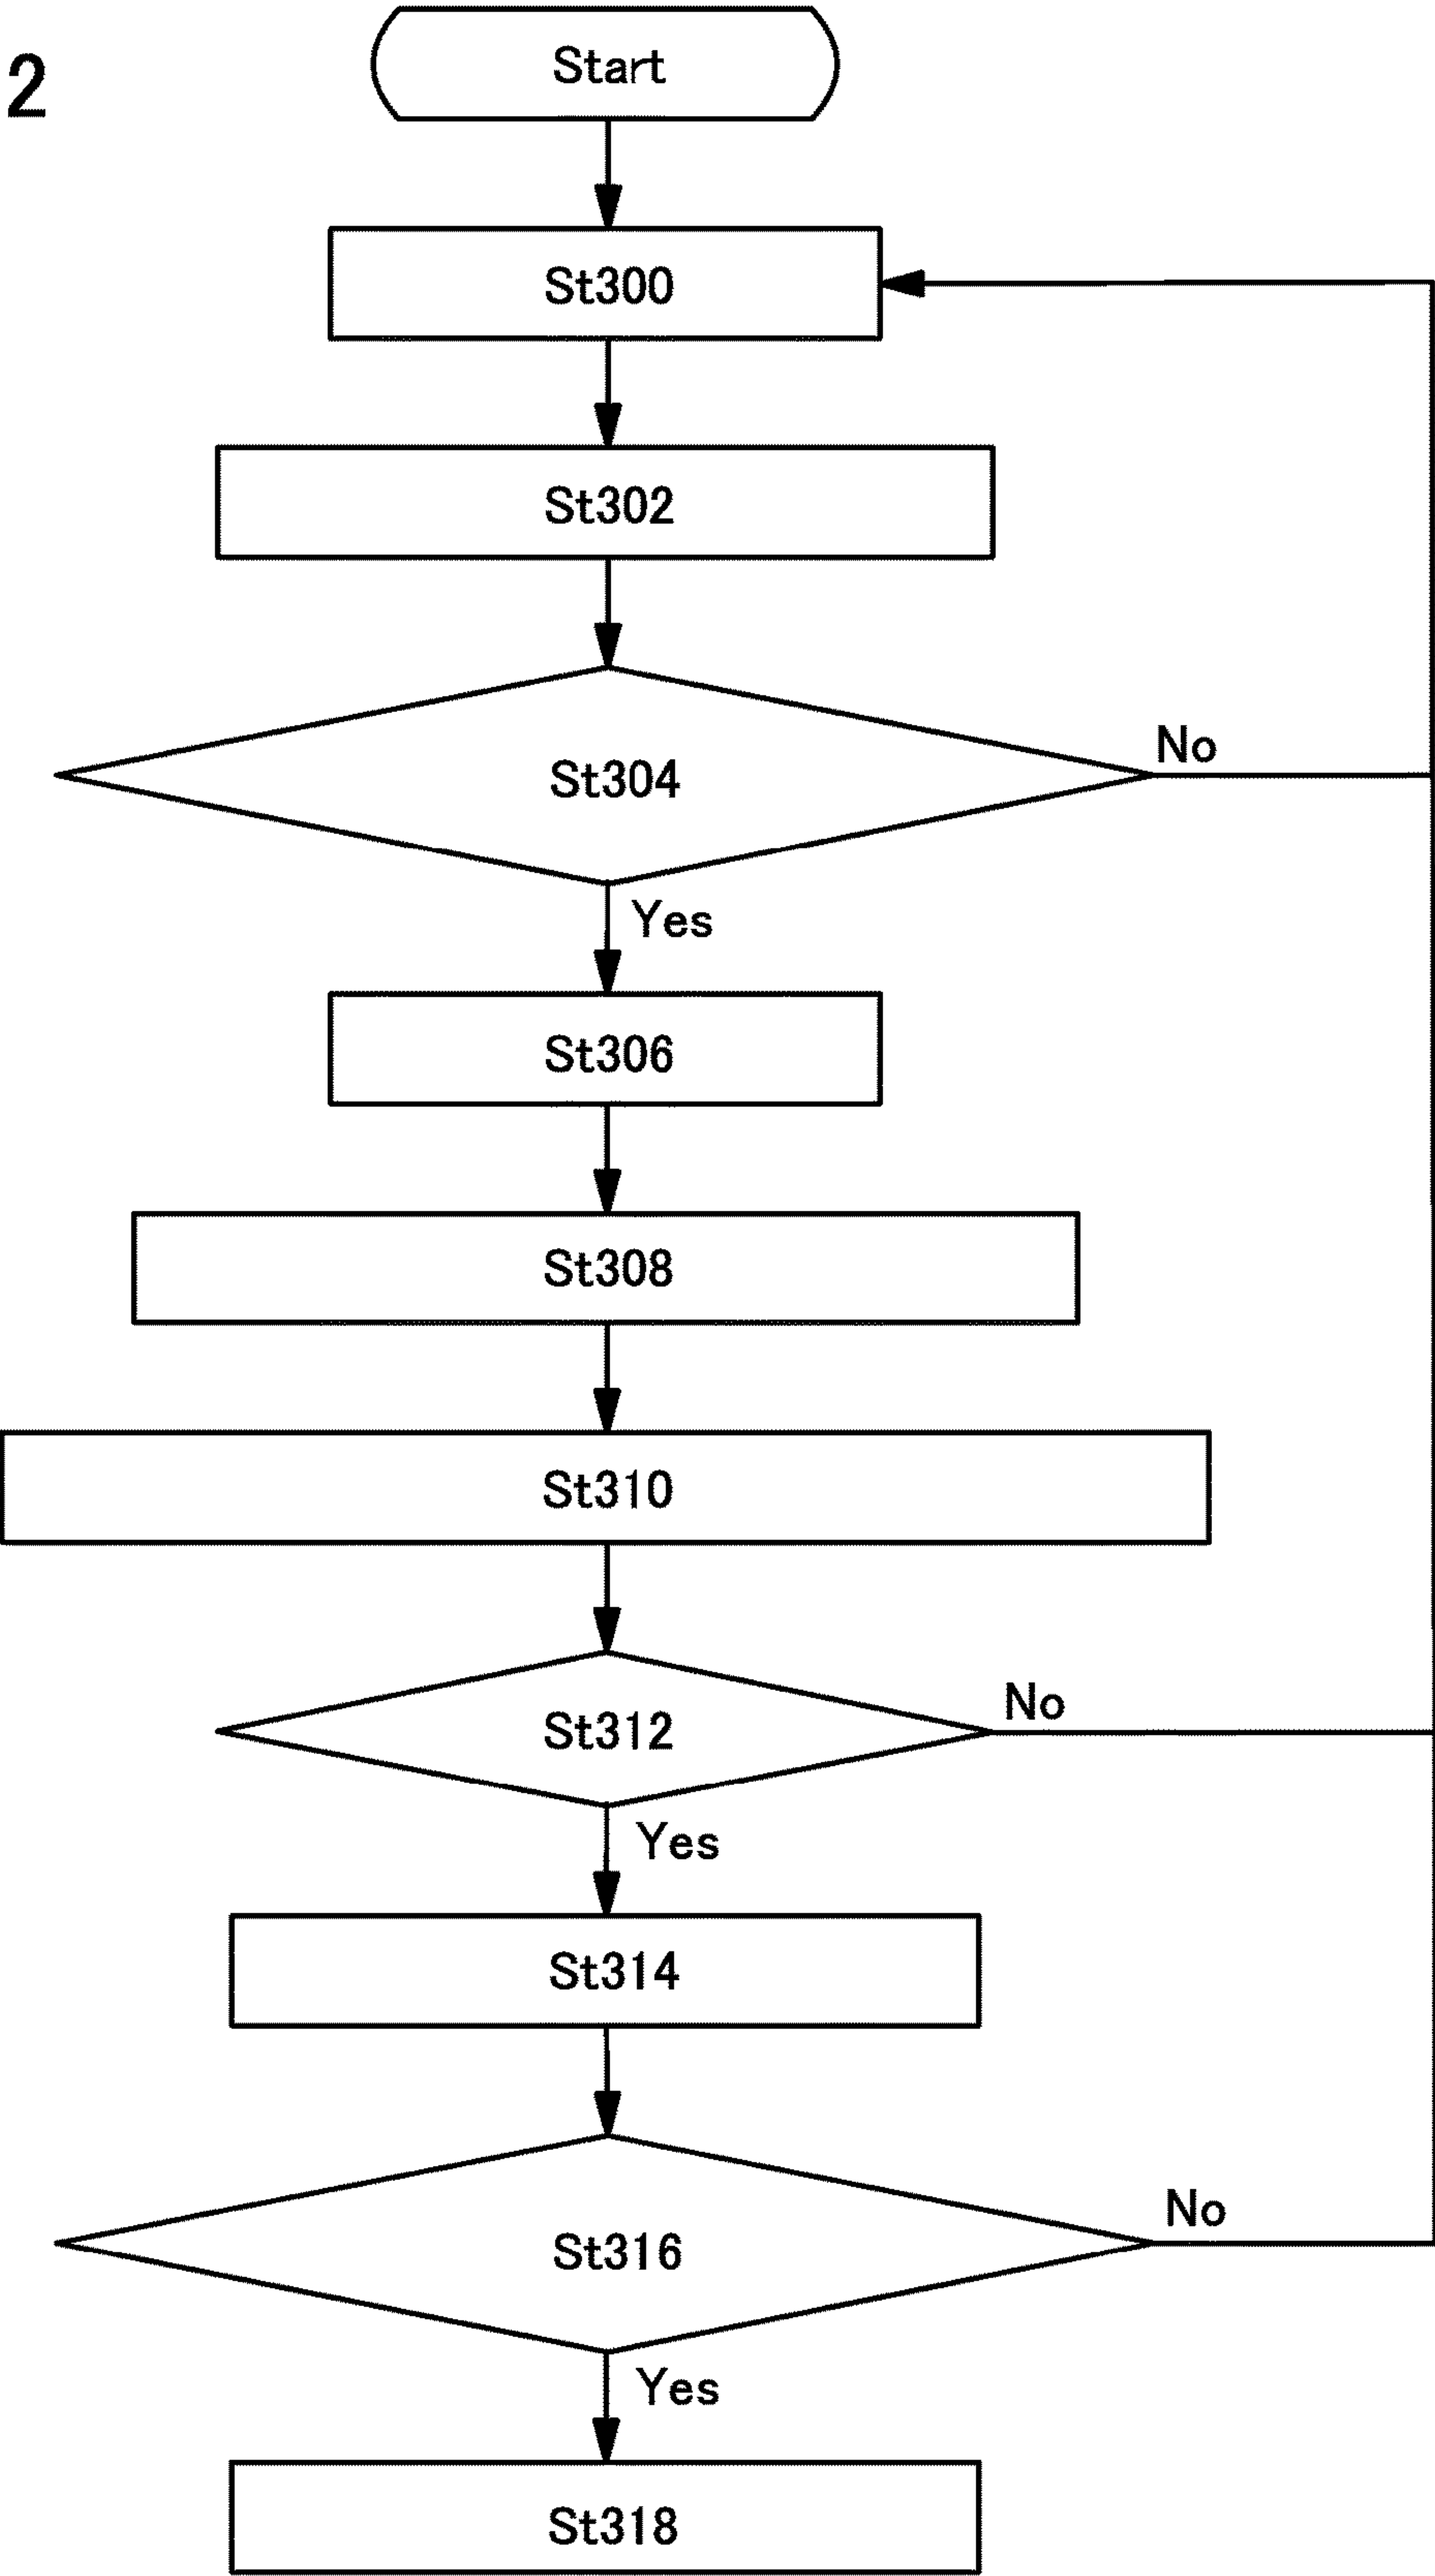 2
Start
St300
St302
St304
No
Yes
St306
St308
St310
St312
No
Yes
St314
St316
No
Yes
St318